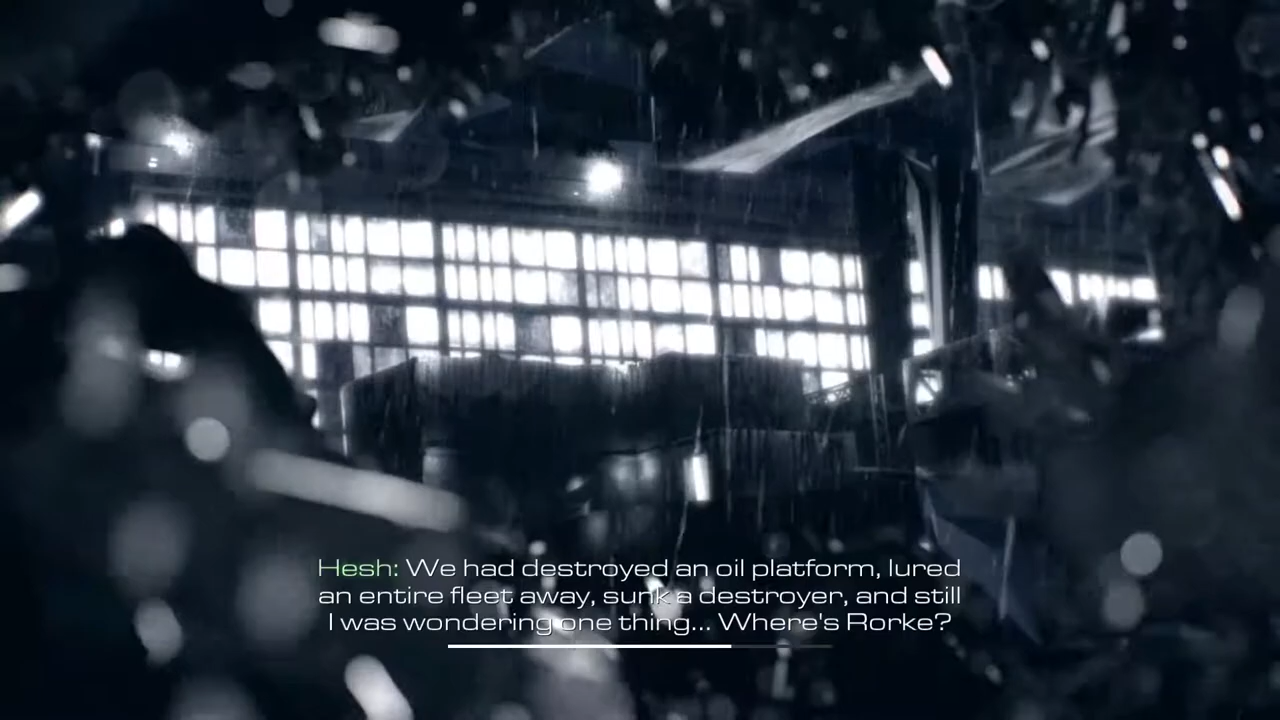 Hesh: We had destroyed an oil platform, lured
an entire fleet away, sunk a destroyer, and still
I was wondering one thing... Where's Rorke?